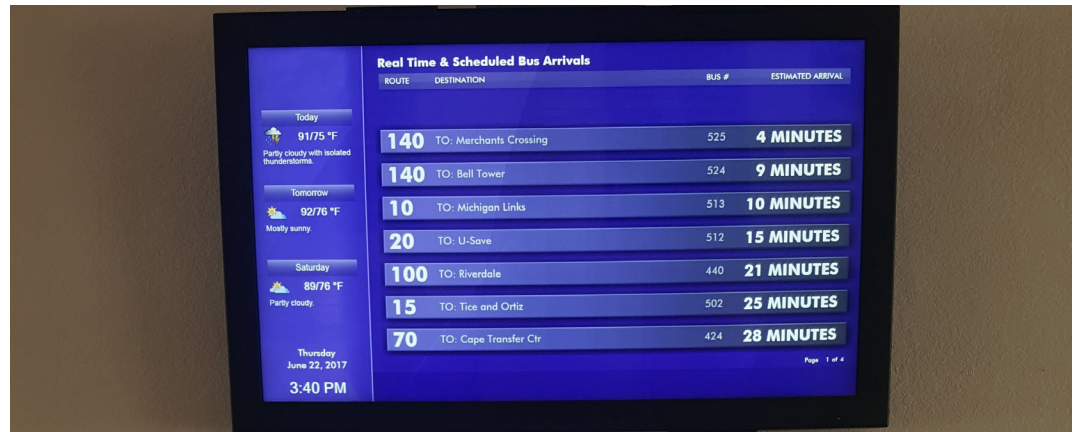 Real Time & Scheduled Bus Arrivals
ROUTE DESTINATION BUS # ESTIMATED ARRIVAL
140 TO: Merchants Crossing 525 4 MINUTES
140 TO: Bell Tower 524 9 MINUTES
10 TO: Michigan Links 513 10 MINUTES
20 TO: U-Save 512 15 MINUTES
100 TO: Riverdale 440 21 MINUTES
15 TO: Tice and Ortiz 502 25 MINUTES
70 TO: Cape Transfer Ctr 424 28 MINUTES
Page 1 of 4
Today
91/75 °F
Partly cloudy with isolated
thunderstorms.
Tomorrow
92/76 °F
Mostly sunny.
Saturday
89/76 °F
Partly cloudy.
Thursday
June 22, 2017
3:40 PM